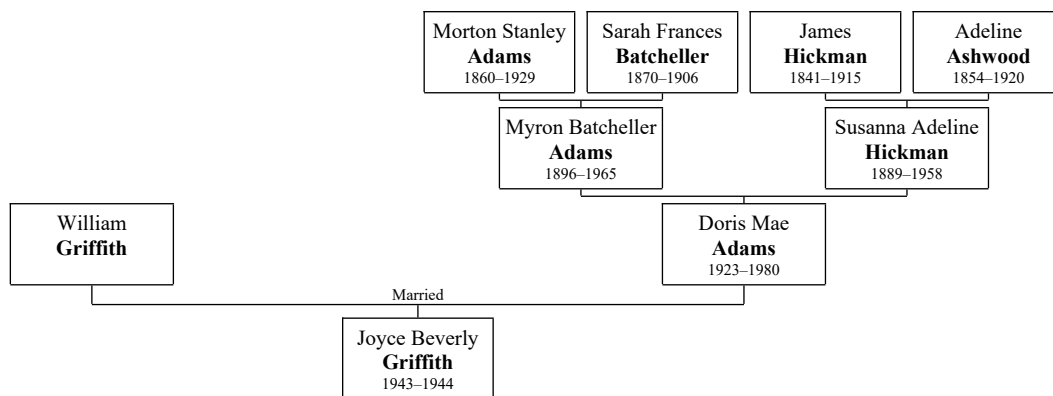 Morton Stanley
Adams
1860–1929
Sarah Frances
Batcheller
1870–1906
James
Hickman
1841–1915
Adeline
Ashwood
1854–1920
Myron Batcheller
Adams
1896–1965
Susanna Adeline
Hickman
1889–1958
William
Griffith
Doris Mae
Adams
1923–1980
Married
Joyce Beverly
Griffith
1943–1944